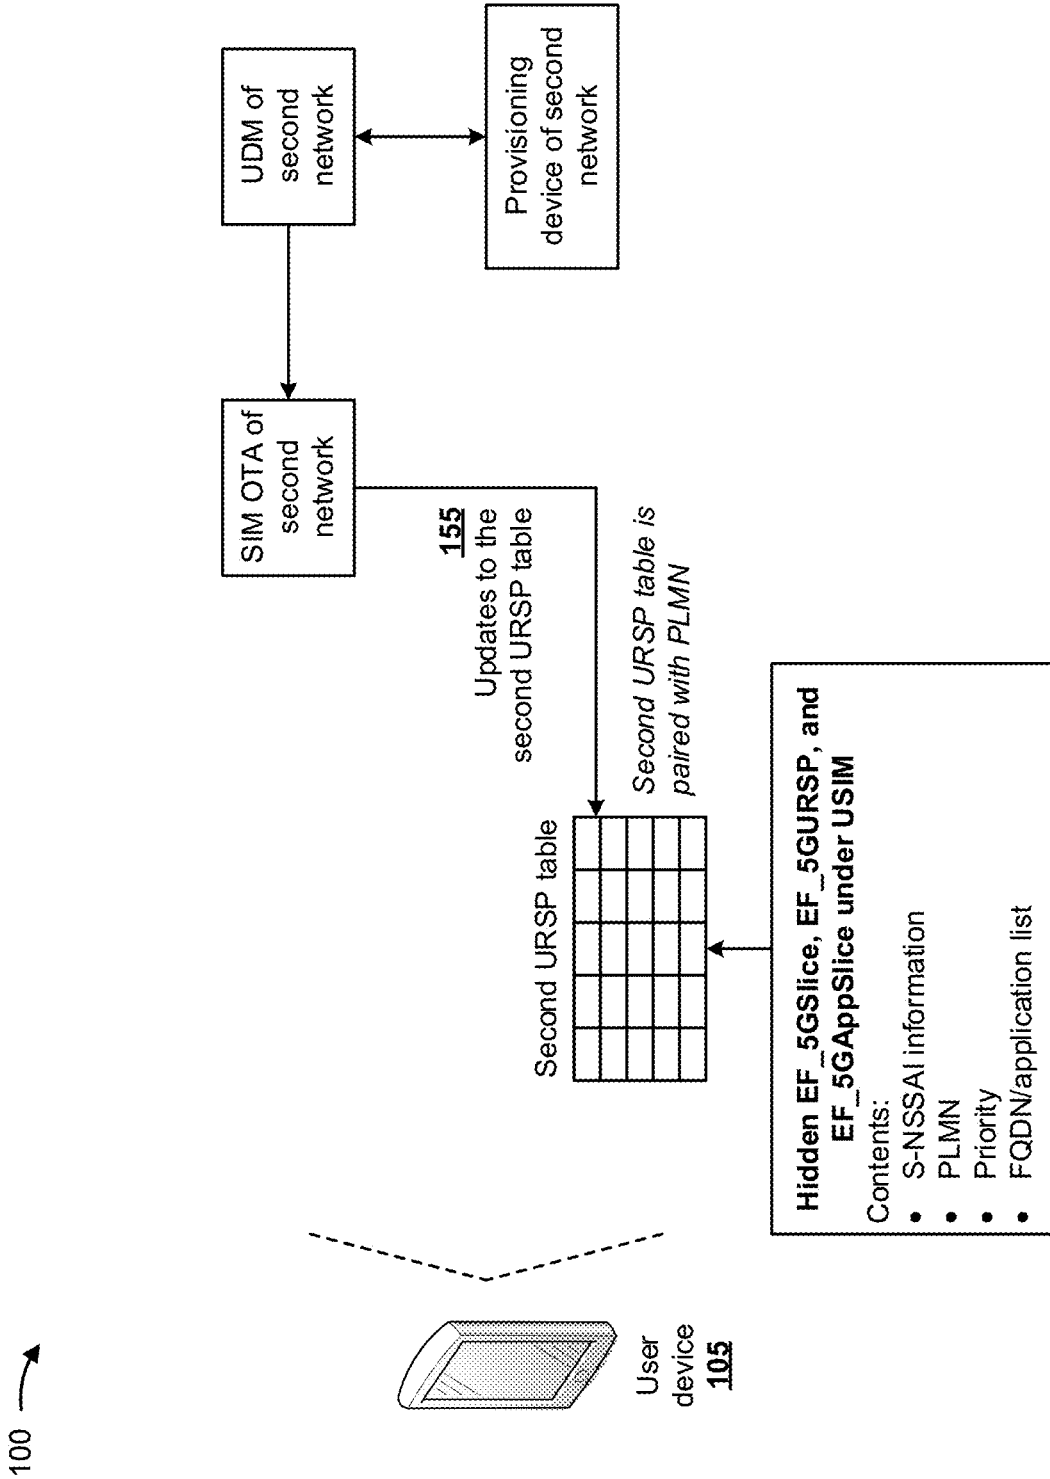 100
User
device
105
SIM OTA of
second
network
UDM of
second
network
Provisioning
device of second
network
155
Updates to the
second URSP table
Second URSP table
Second URSP table is
paired with PLMN
Hidden EF_5GSlice, EF_5GURSP, and
EF_5GAppSlice under USIM
Contents:
• S-NSSAI information
• PLMN
• Priority
• FQDN/application list